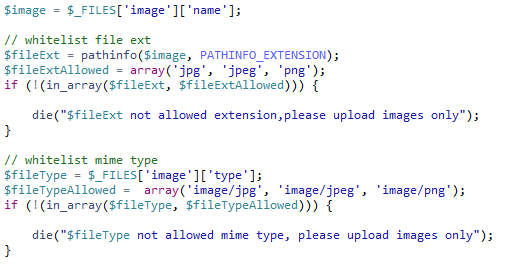 $image = $_FILES['image']['name'];
// whitelist file ext
$fileExt = pathinfo($image, PATHINFO_EXTENSION);
$fileExtAllowed = array('jpg', 'jpeg', 'png');
if (!(in_array($fileExt, $fileExtAllowed))) {
die("$fileExt not allowed extension,please upload images only");
}
// whitelist mime type
$fileType = $_FILES['image']['type'];
$fileTypeAllowed =  array('image/jpg', 'image/jpeg', 'image/png');
if (!(in_array($fileType, $fileTypeAllowed))) {
die("$fileType not allowed mime type, please upload images only");
}